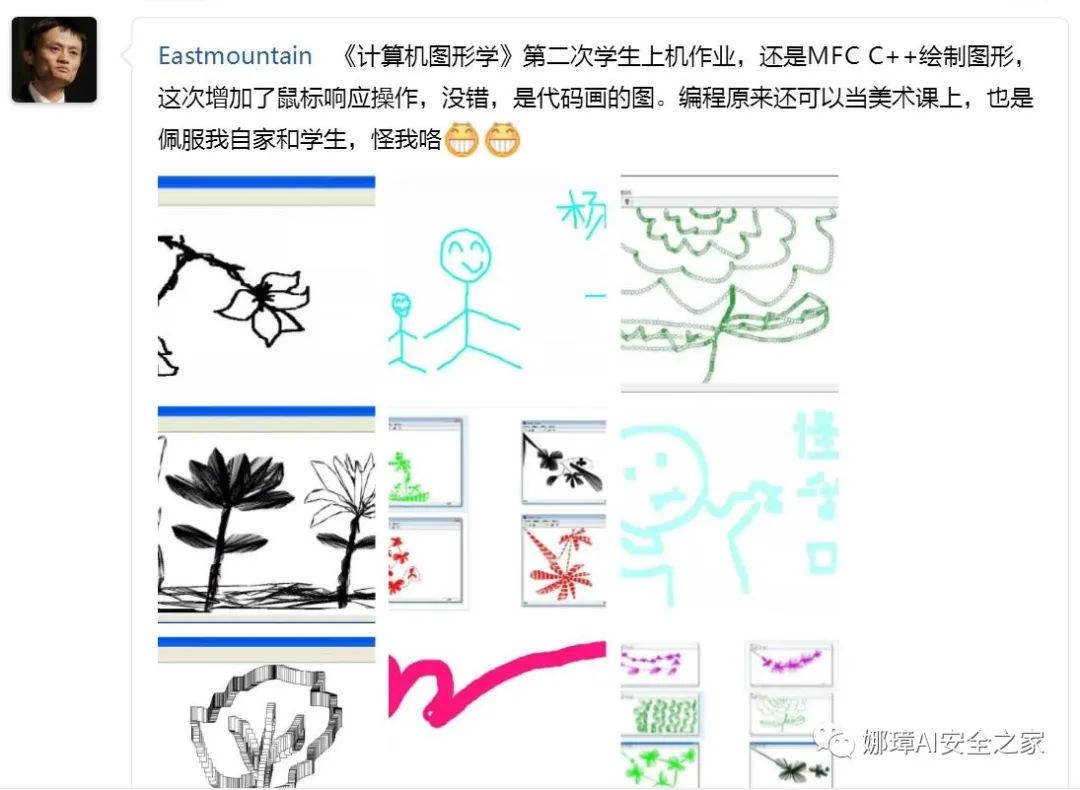 Eastmountain 《计算机图形学》第二次学生上机作业，还是MFC C++绘制图形，
这次增加了鼠标响应操作，没错，是代码画的图。编程原来还可以当美术课上，也是
佩服我自家和学生，怪我咯
杨
一
怪
口
娜璋AI安全之家